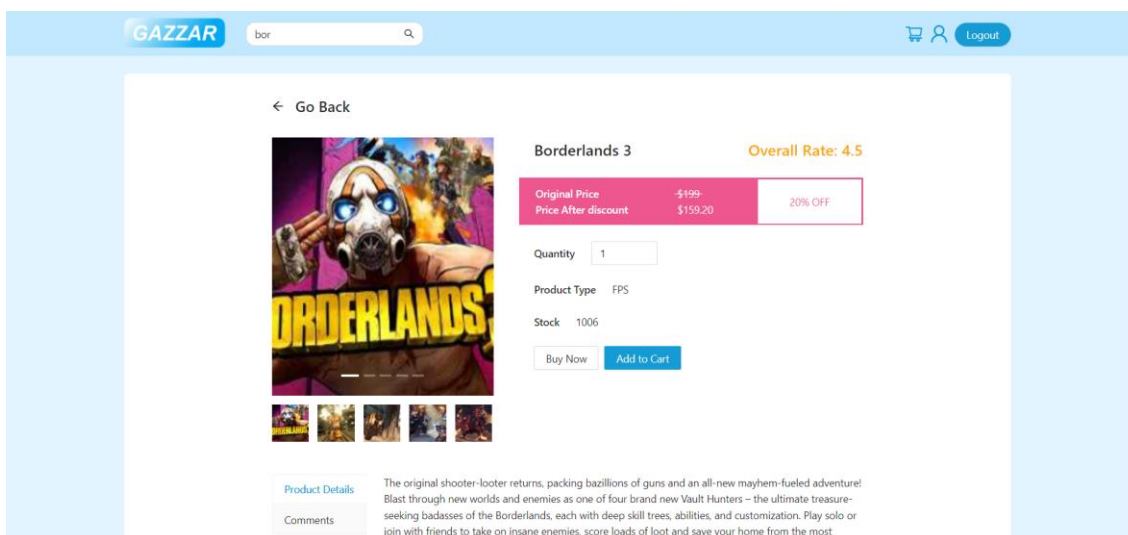 GAZZAR
bor
Logout
Go Back
Borderlands 3
Overall Rate: 4.5
Original Price $199
Price After discount $159.20
20% OFF
Quantity 1
Product Type FPS
Stock 1006
Buy Now
Add to Cart
ORDERLANDS
Product Details
Comments
The original shooter-looter returns, packing bazillions of guns and an all-new mayhem-fueled adventure!
Blast through new worlds and enemies as one of four brand new Vault Hunters – the ultimate treasure-
seeking badasses of the Borderlands, each with deep skill trees, abilities, and customization. Play solo or
join with friends to take on insane enemies, score loads of loot and save your home from the most